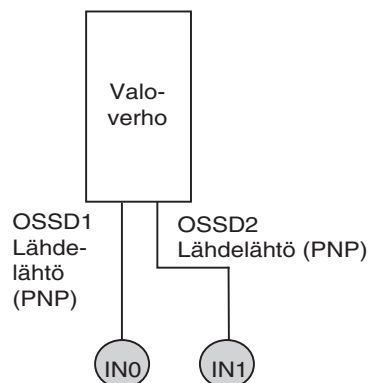 Valo-
verho
OSSD1
Lähde-
lähtö
(PNP)
OSSD2
Lähdelähtö (PNP)
IN0
IN1